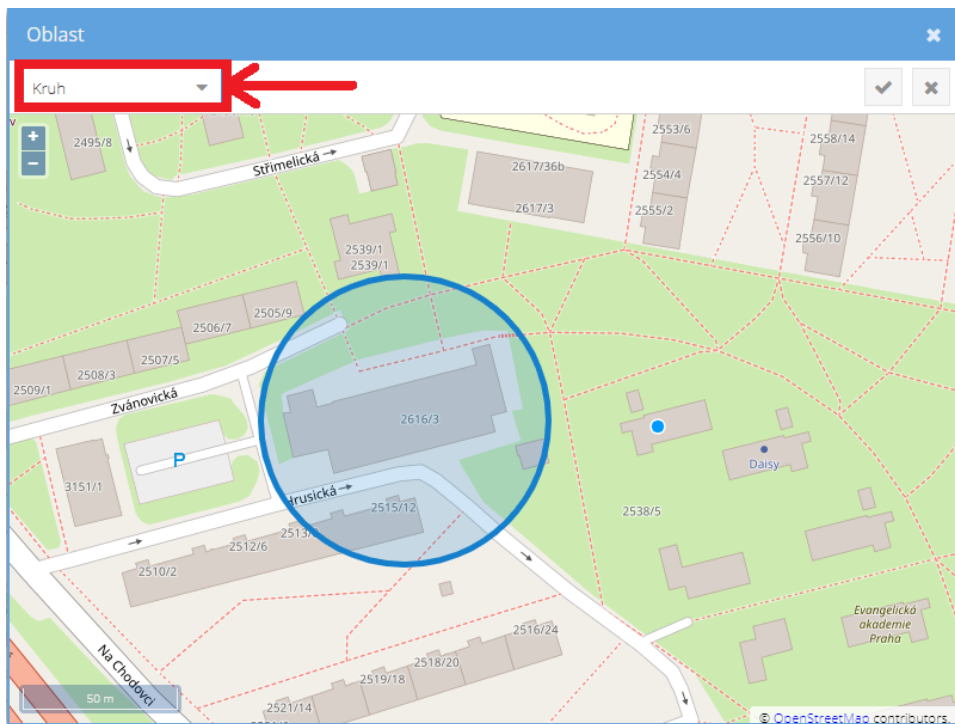 Oblast
Kruh
+
−
2495/8
Střimelická →
2617/36b
2617/3
2553/6
2554/4
2555/2
2558/14
2557/12
2556/10
2539/1
2539/1
2505/9
2506/7
2507/5
2508/3
2509/1
Zvánovická
2616/3
P
3151/1
Hrusická →
2515/12
2512/6
2510/2
Daisy
2538/5
Evangelická
akademie
Praha
2516/24
2518/20
2519/18
2521/14
Na Chodovci
50 m
© OpenStreetMap contributors.